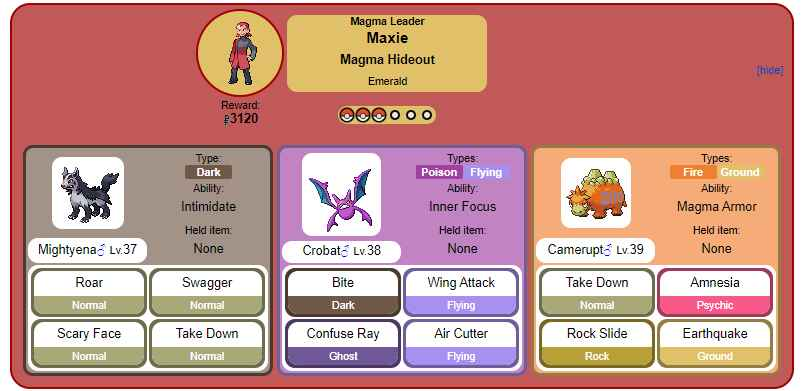 Magma Leader
Maxie
Magma Hideout
Emerald
[hide]
Reward:
₽3120
Type:
Dark
Ability:
Intimidate
Held item:
None
Mightyena♂ Lv.37
Roar
Normal
Swagger
Normal
Scary Face
Normal
Take Down
Normal
Types:
Poison Flying
Ability:
Inner Focus
Held item:
None
Crobat♂ Lv.38
Bite
Dark
Wing Attack
Flying
Confuse Ray
Ghost
Air Cutter
Flying
Types:
Fire Ground
Ability:
Magma Armor
Held item:
None
Camerupt♂ Lv.39
Take Down
Normal
Amnesia
Psychic
Rock Slide
Rock
Earthquake
Ground